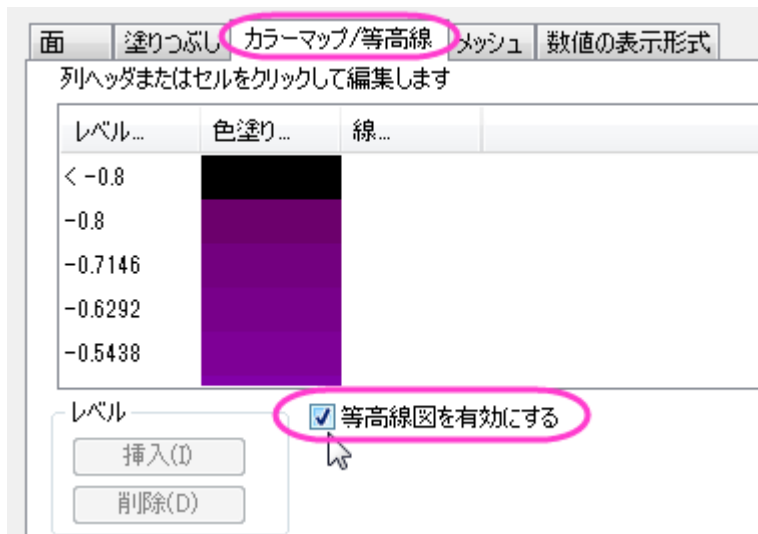 面 塗りつぶし カラーマップ/等高線 メッシュ 数値の表示形式
列ヘッダまたはセルをクリックして編集します
レベル... 色塗り... 線...
< -0.8
-0.8
-0.7146
-0.6292
-0.5438
レベル
等高線図を有効にする
挿入(I)
削除(D)